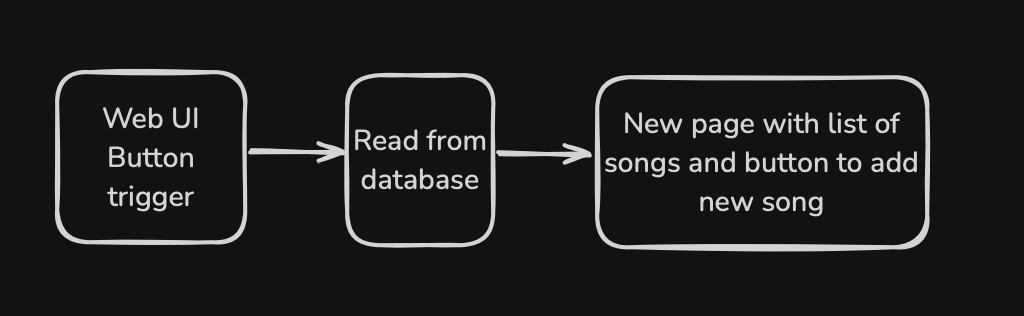 Web UI
Button
trigger
Read from
database
New page with list of
songs and button to add
new song